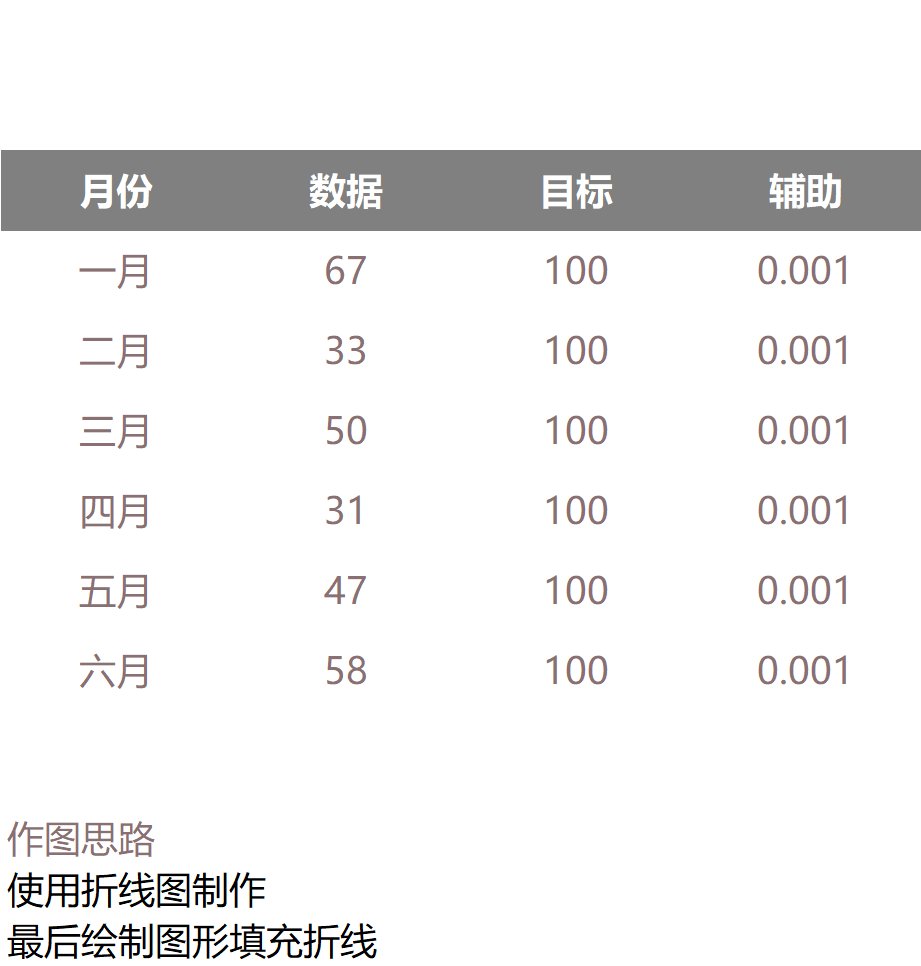 月份 数据 目标 辅助
一月 67 100 0.001
二月 33 100 0.001
三月 50 100 0.001
四月 31 100 0.001
五月 47 100 0.001
六月 58 100 0.001
作图思路
使用折线图制作
最后绘制图形填充折线